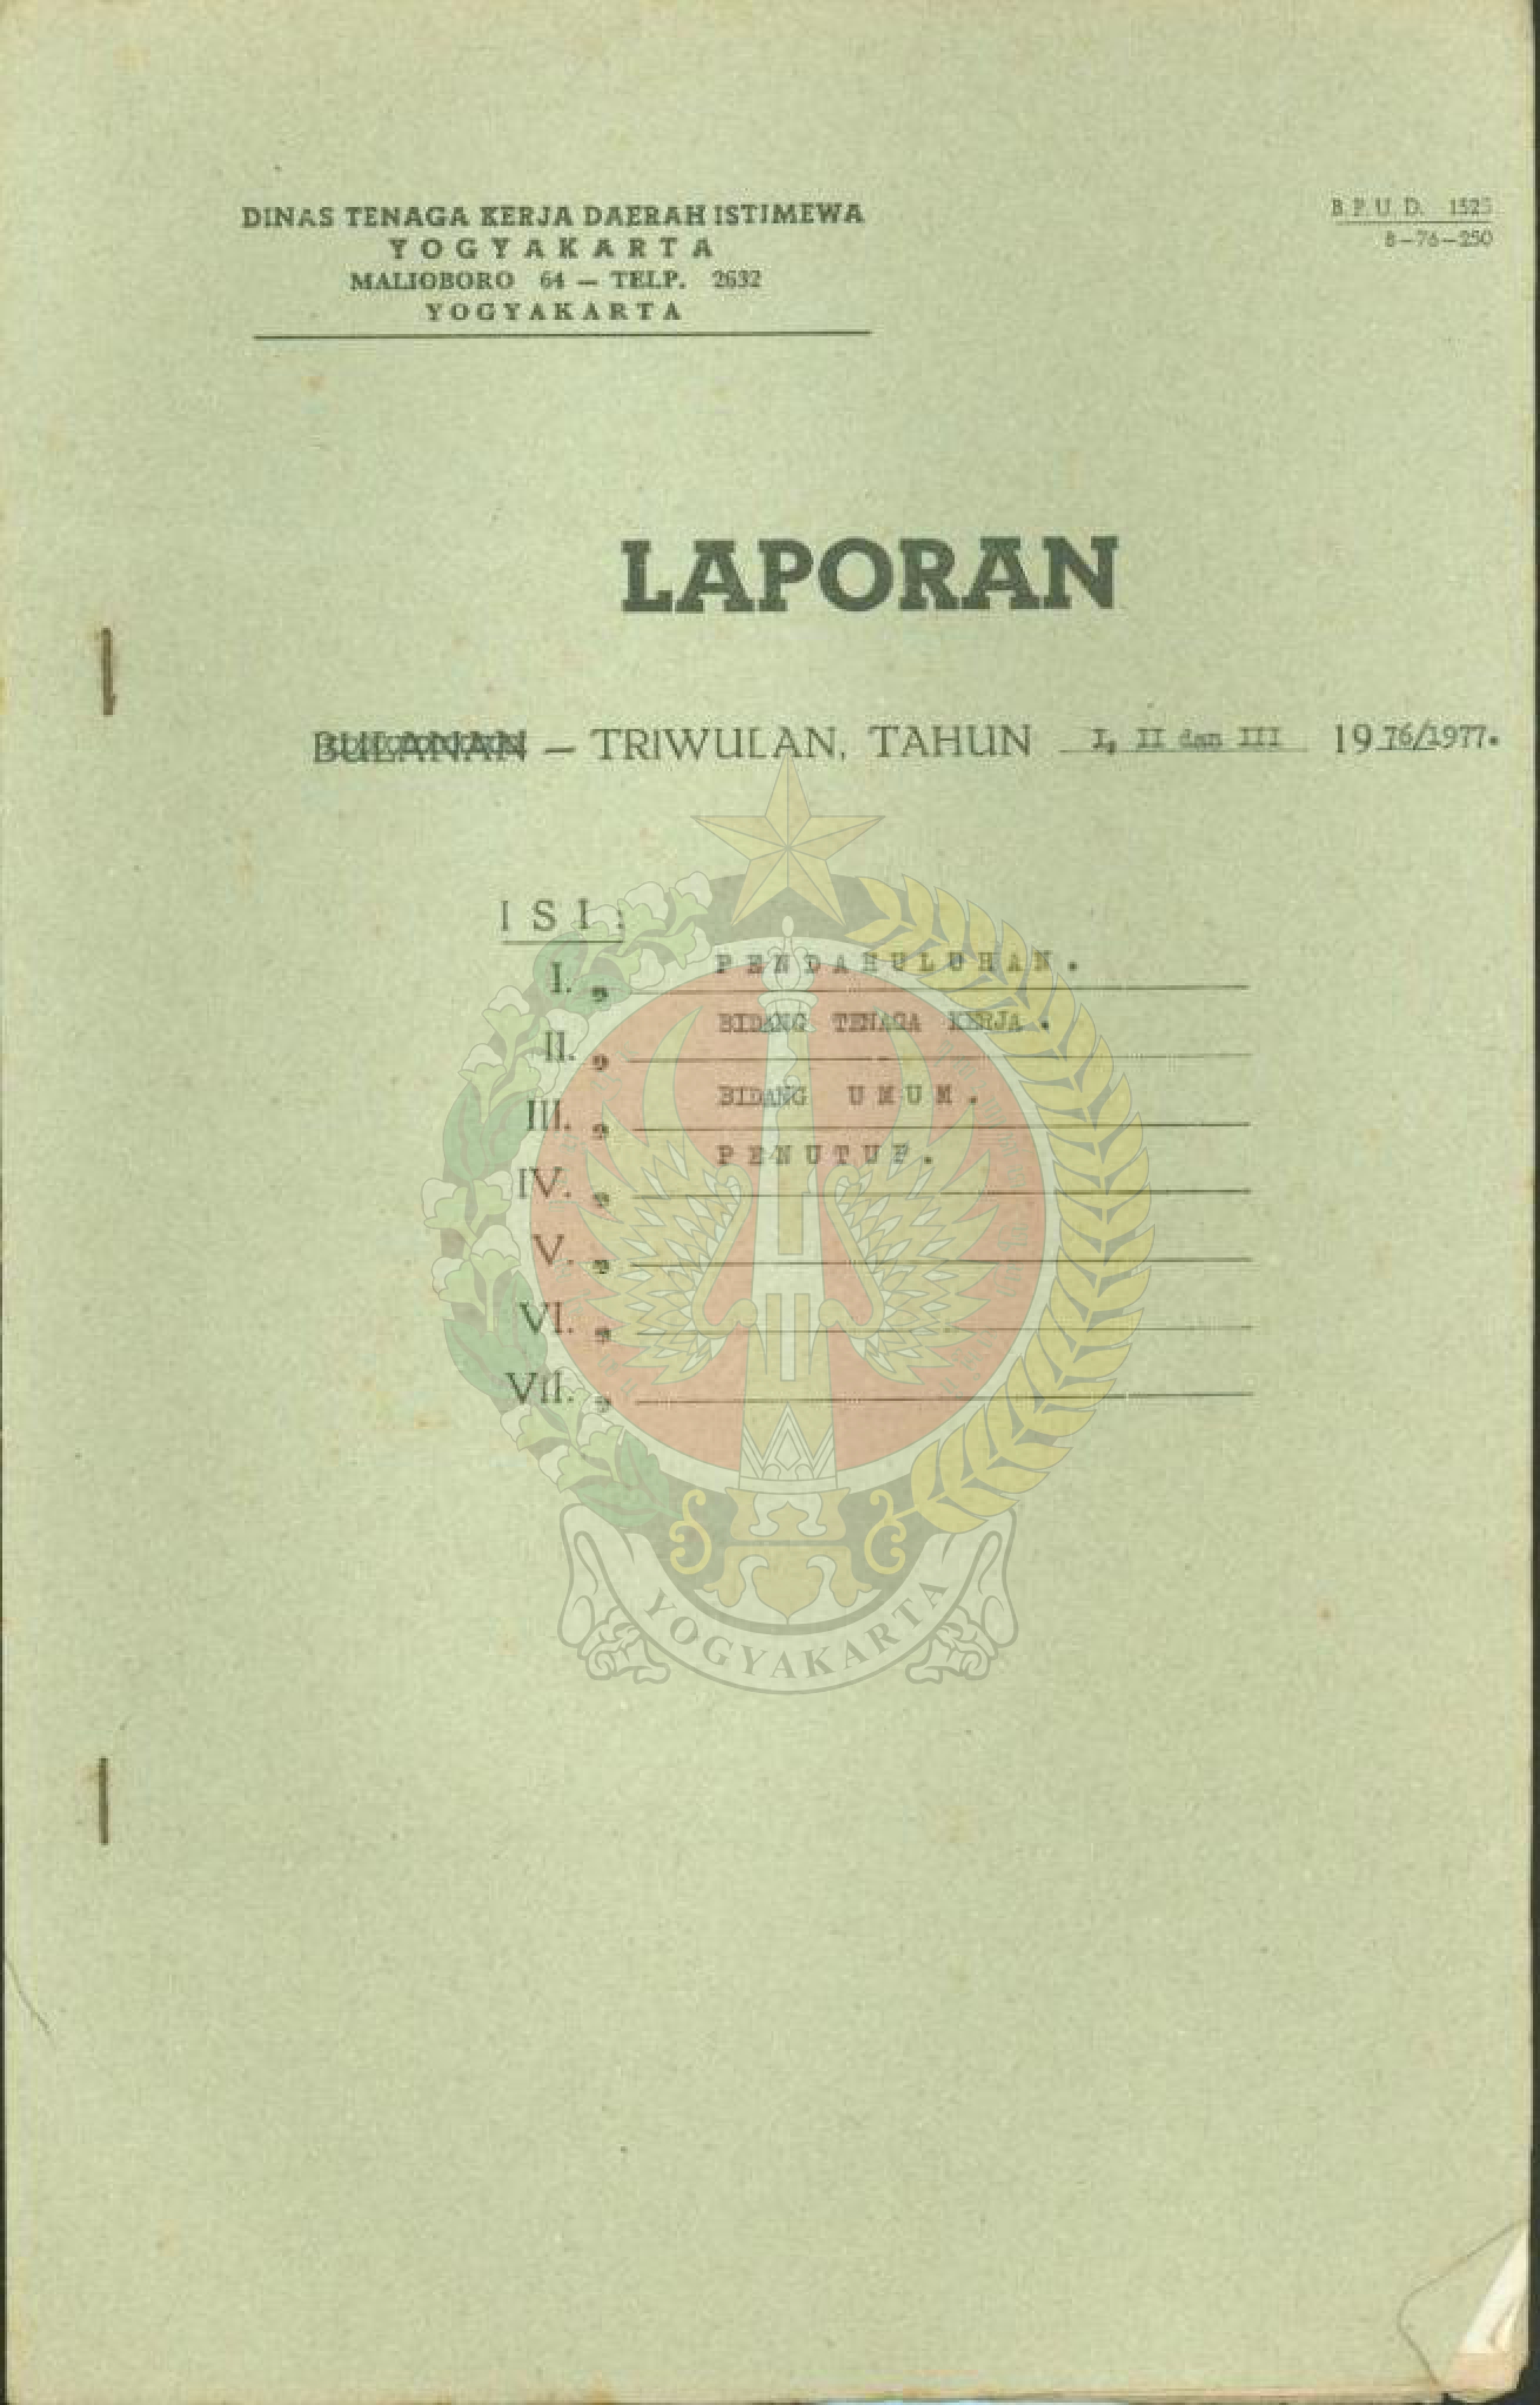 DINAS TENAGA KERJA DAERAH ISTIMEWA
YOGYAKARTA
MALIOBORO 64 — TELP. 2632
YOGYAKARTA
B.P.U.D. 1525
8-76-250
LAPORAN
BULANAN — TRIWULAN, TAHUN I, II dan III 1976/1977.
ISI:
I. „ PENDAHULUHAN.
II. „ BIDANG TENAGA KERJA.
III. „ BIDANG UMUM.
IV. „ PENUTUP.
V. „
VI. „
VII. „
YOGYAKARTA